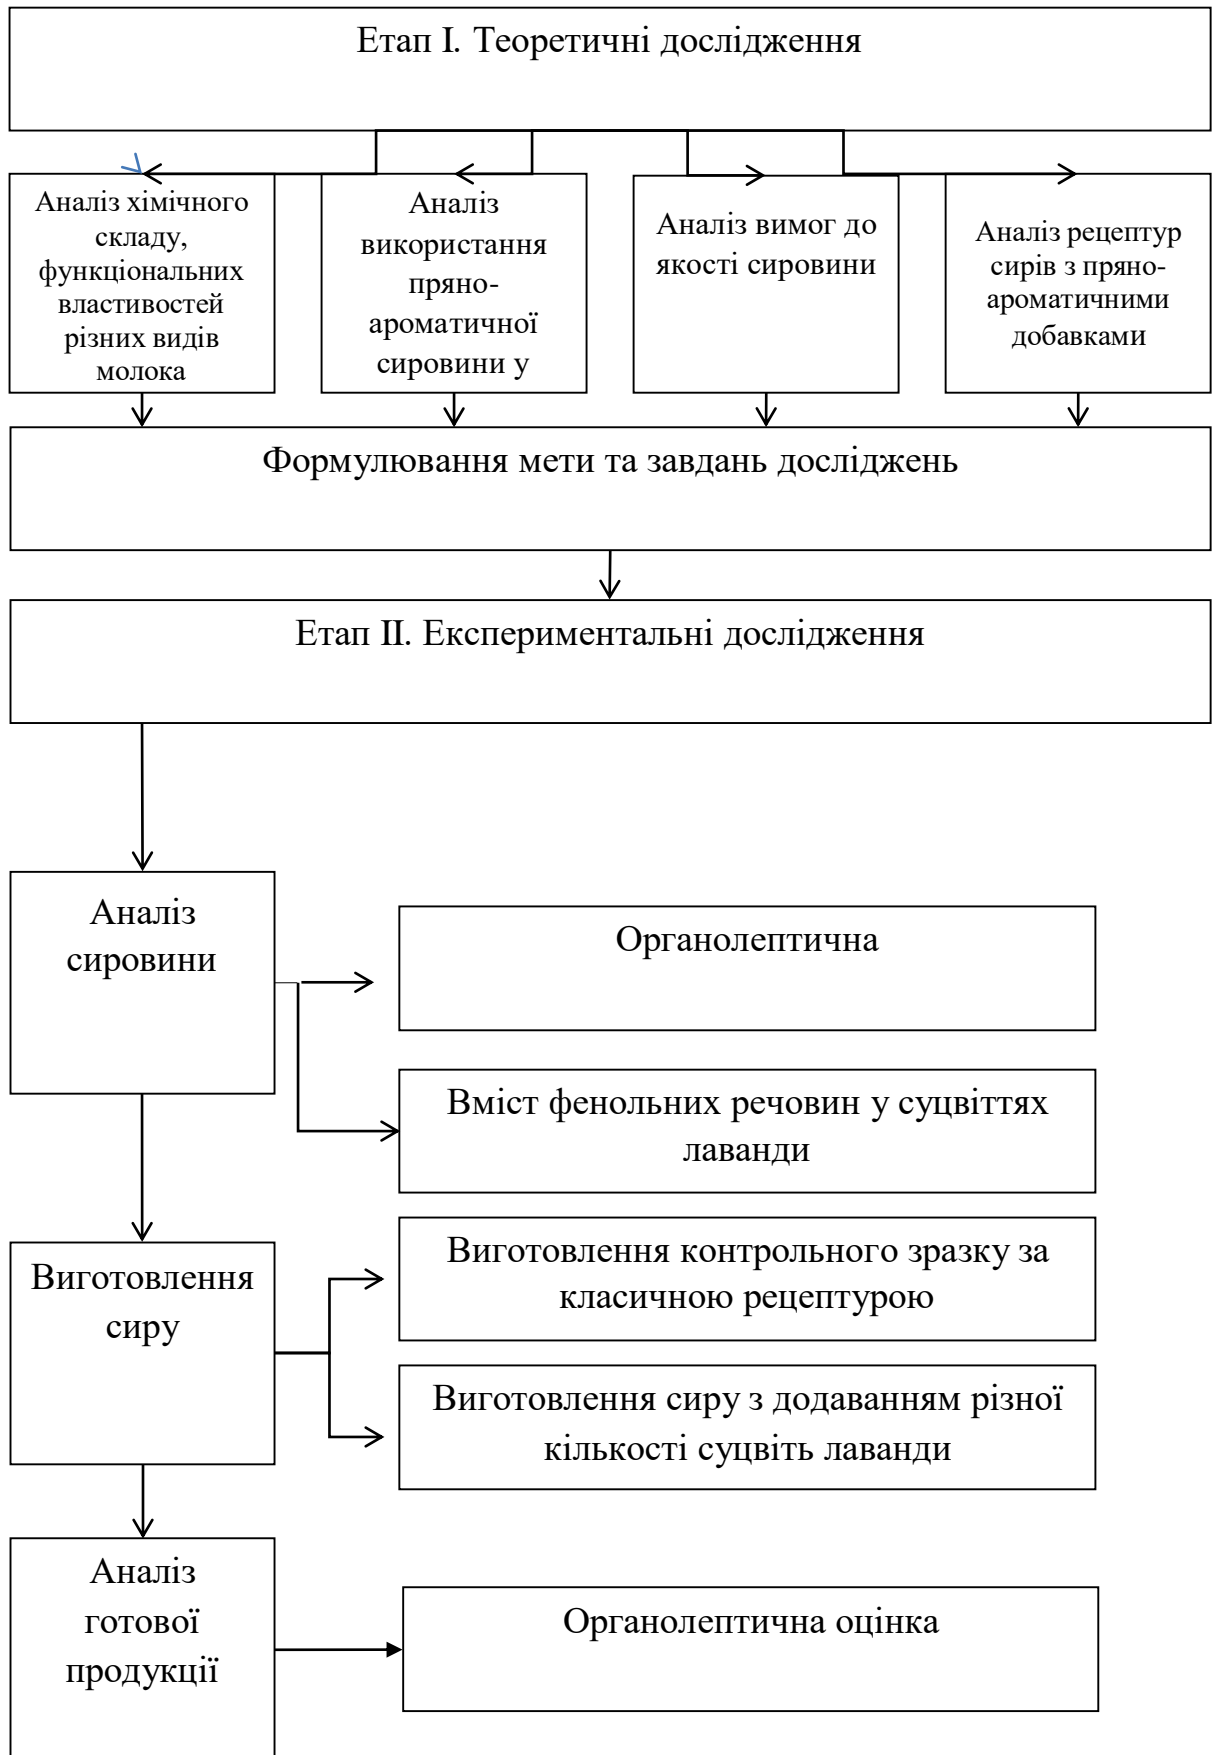 Етап І. Теоретичні дослідження
Аналіз хімічного
складу,
функціональних
властивостей
різних видів
молока
Аналіз
використання
пряно-
ароматичної
сировини у
Аналіз вимог до
якості сировини
Аналіз рецептур
сирів з пряно-
ароматичними
добавками
Формулювання мети та завдань досліджень
Етап ІІ. Експериментальні дослідження
Аналіз
сировини
Органолептична
Вміст фенольних речовин у суцвіттях
лаванди
Виготовлення
сиру
Виготовлення контрольного зразку за
класичною рецептурою
Виготовлення сиру з додаванням різної
кількості суцвіть лаванди
Аналіз
готової
продукції
Органолептична оцінка